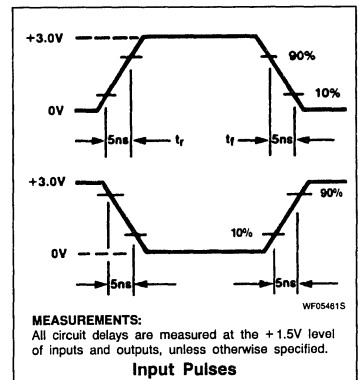 +3.0V
90%
10%
0V
5ns tr tf 5ns
+3.0V
90%
10%
0V
5ns 5ns
WF05461S
MEASUREMENTS:
All circuit delays are measured at the +1.5V level
of inputs and outputs, unless otherwise specified.
Input Pulses